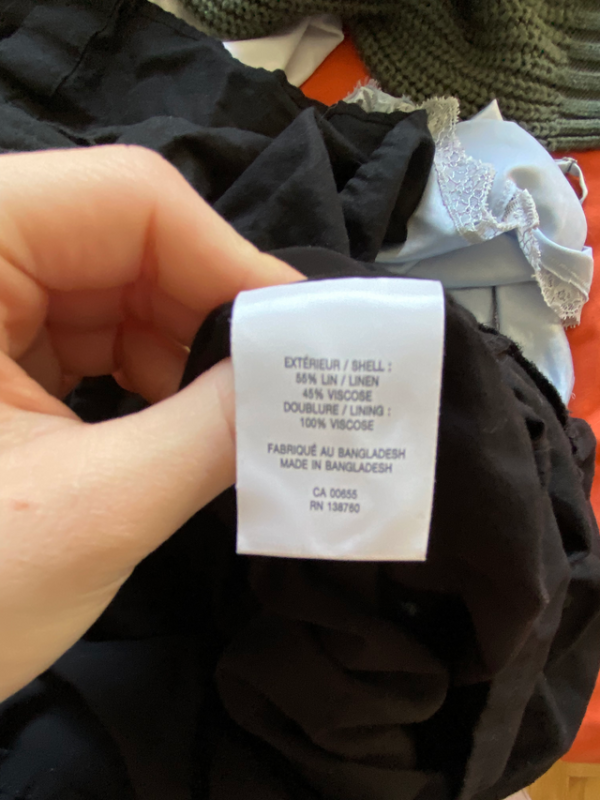 EXTÉRIEUR / SHELL :
55% LIN / LINEN
45% VISCOSE
DOUBLURE / LINING :
100% VISCOSE
FABRIQUÉ AU BANGLADESH
MADE IN BANGLADESH
CA 00655
RN 138760